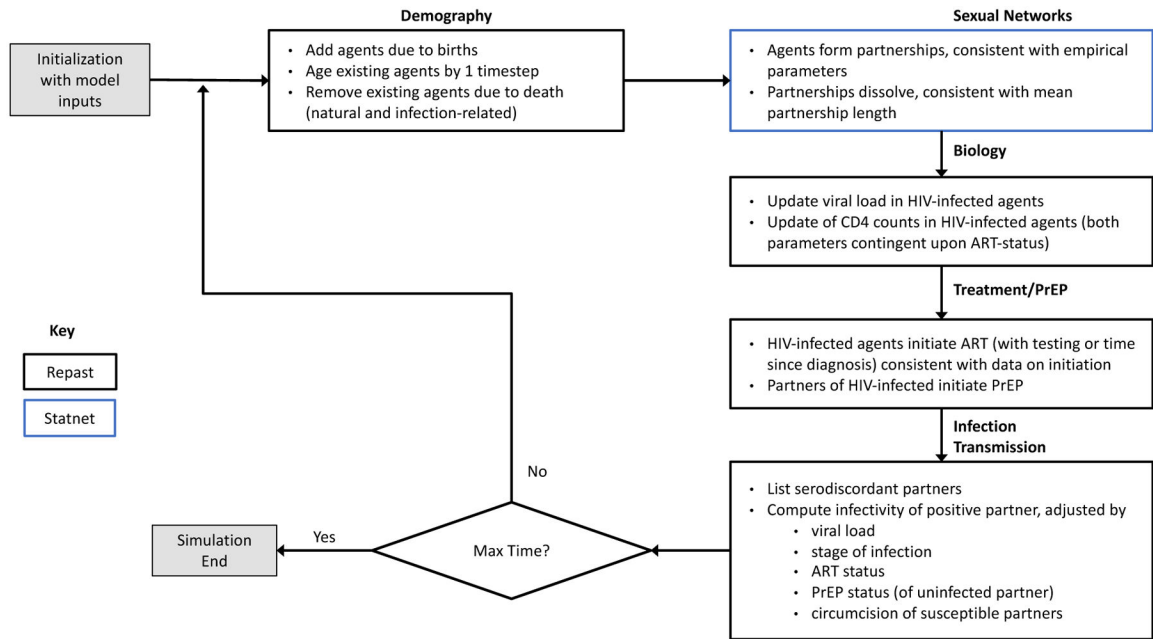 Demography
Sexual Networks
Initialization
with model
inputs
• Add agents due to births
• Age existing agents by 1 timestep
• Remove existing agents due to death
(natural and infection-related)
• Agents form partnerships, consistent with empirical
parameters
• Partnerships dissolve, consistent with mean
partnership length
Biology
• Update viral load in HIV-infected agents
• Update of CD4 counts in HIV-infected agents (both
parameters contingent upon ART-status)
Treatment/PrEP
• HIV-infected agents initiate ART (with testing or time
since diagnosis) consistent with data on initiation
• Partners of HIV-infected initiate PrEP
Key
Repast
Statnet
Infection
Transmission
• List serodiscordant partners
• Compute infectivity of positive partner, adjusted by
• viral load
• stage of infection
• ART status
• PrEP status (of uninfected partner)
• circumcision of susceptible partners
No
Max Time?
Yes
Simulation
End